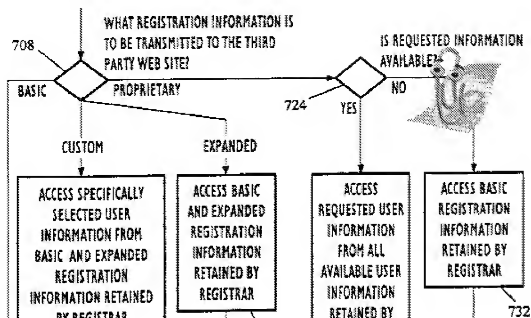 708
WHAT REGISTRATION INFORMATION IS
TO BE TRANSMITTED TO THE THIRD
PARTY WEB SITE?
BASIC
PROPRIETARY
CUSTOM
EXPANDED
724
IS REQUESTED INFORMATION
AVAILABLE?
YES
NO
ACCESS SPECIFICALLY
SELECTED USER
INFORMATION FROM
BASIC AND EXPANDED
REGISTRATION
INFORMATION RETAINED
BY REGISTRAR
ACCESS BASIC
AND EXPANDED
REGISTRATION
INFORMATION
RETAINED BY
REGISTRAR
ACCESS
REQUESTED USER
INFORMATION
FROM ALL
AVAILABLE USER
INFORMATION
RETAINED BY
ACCESS BASIC
REGISTRATION
INFORMATION
RETAINED BY
REGISTRAR
732